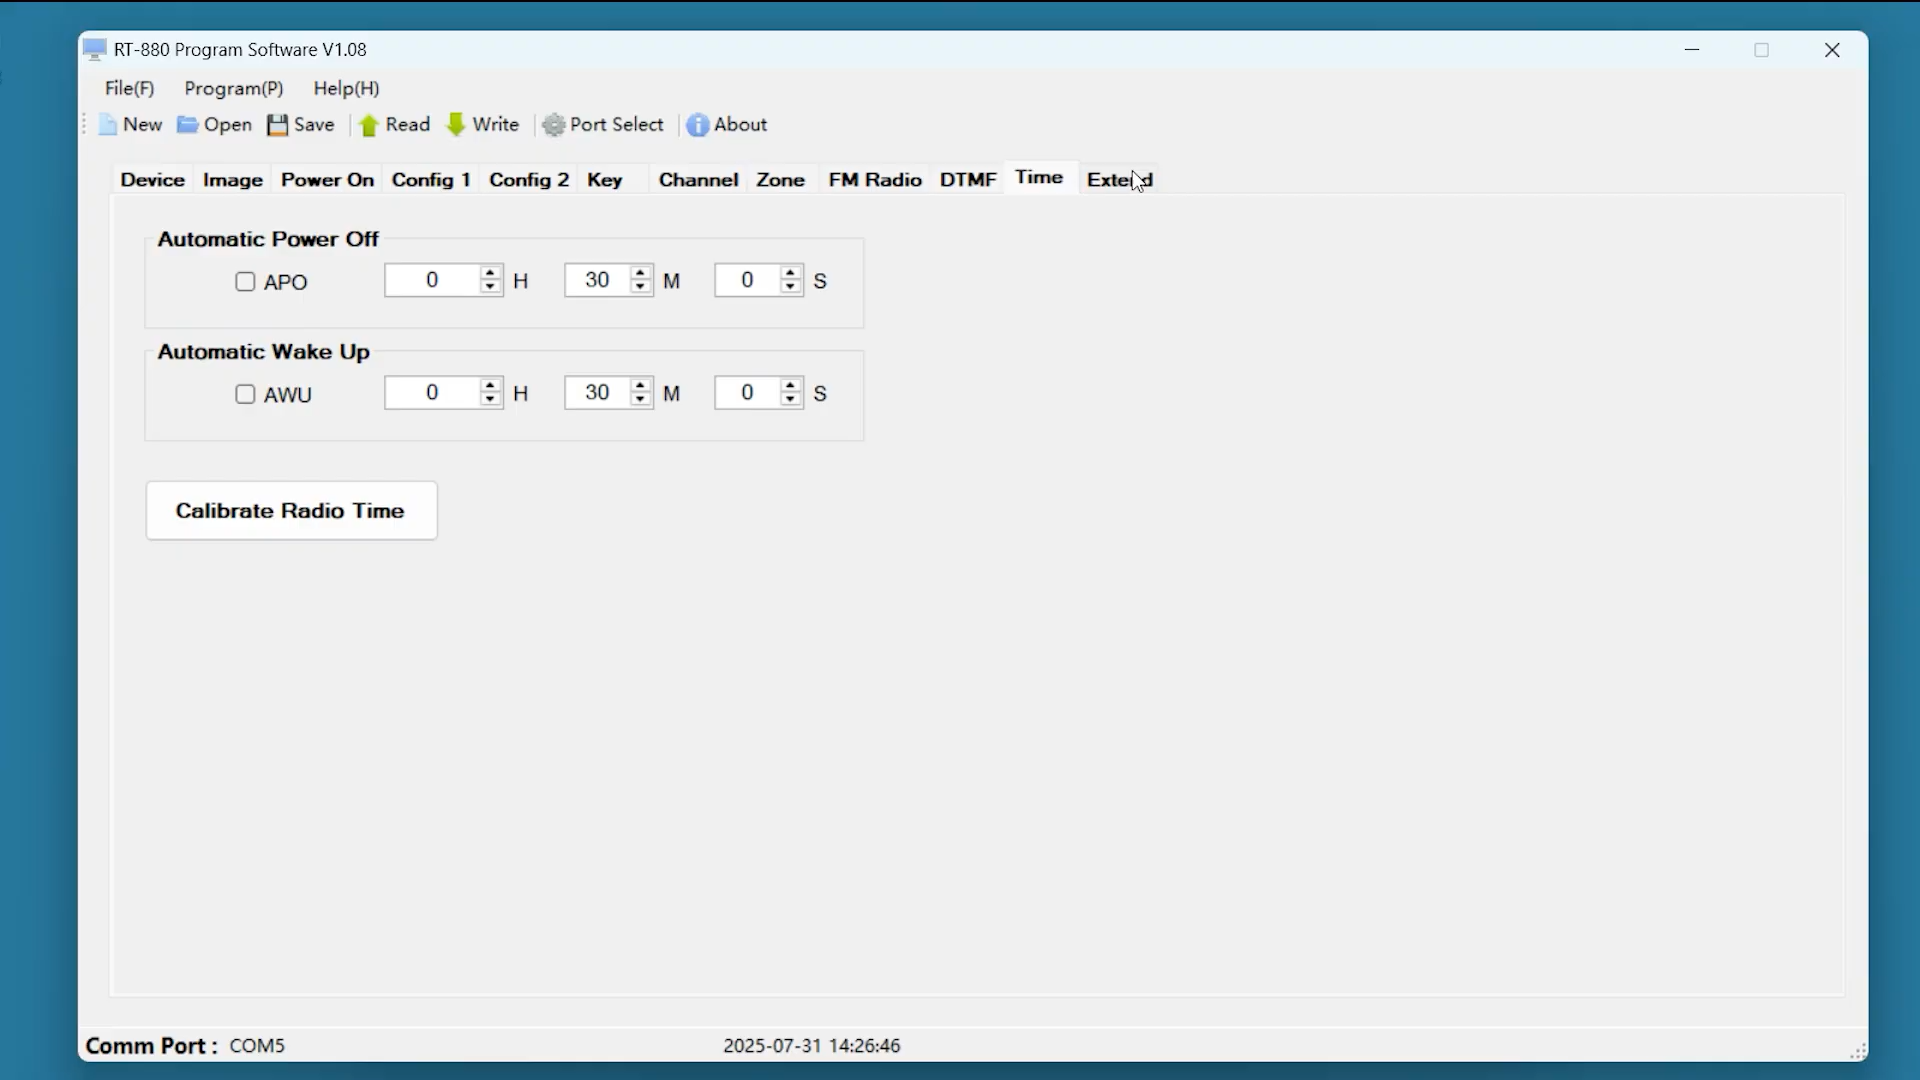 RT-880 Program Software V1.08
File(F) Program(P) Help(H)
New Open Save Read Write Port Select About
Device Image Power On Config 1 Config 2 Key Channel Zone FM Radio DTMF Time Extend
Automatic Power Off
APO 0 H 30 M 0 S
Automatic Wake Up
AWU 0 H 30 M 0 S
Calibrate Radio Time
Comm Port : COM5 2025-07-31 14:26:46